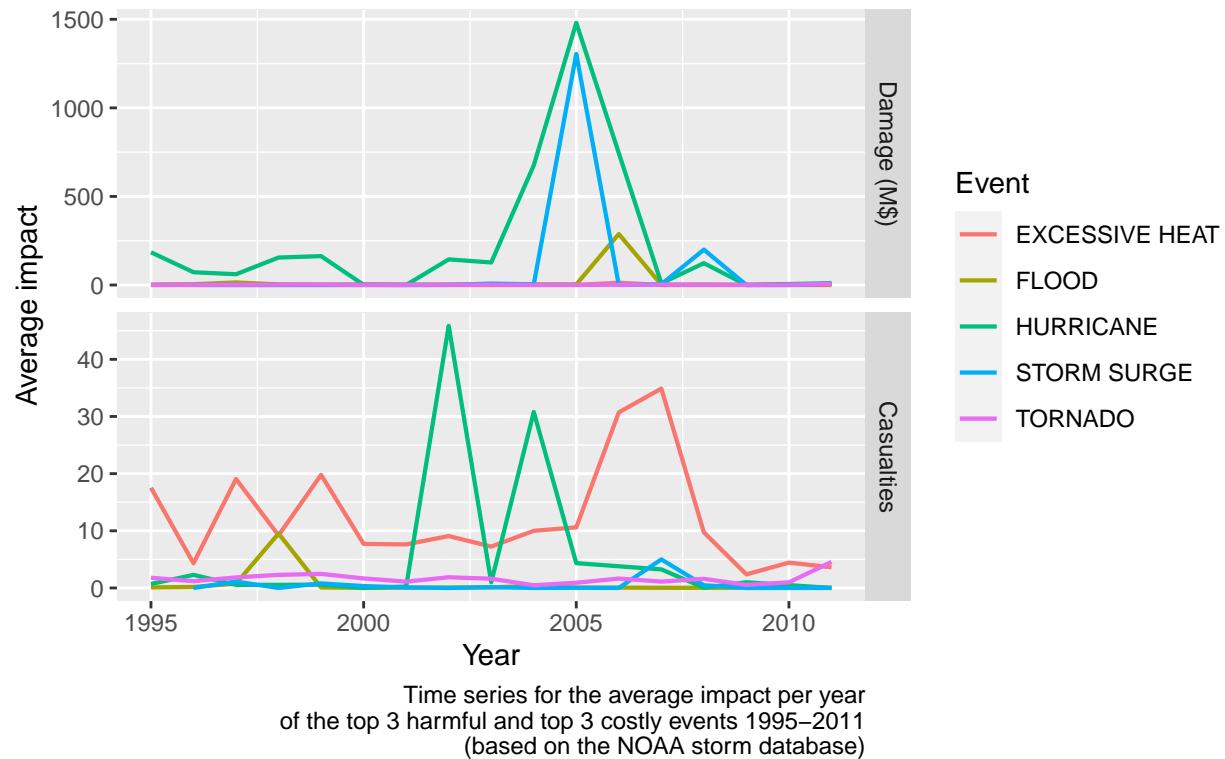 1500
1000
500
0
Damage (M$)
40
30
20
10
0
Casualties
Average impact
1995
2000
2005
2010
Year
Event
EXCESSIVE HEAT
FLOOD
HURRICANE
STORM SURGE
TORNADO
Time series for the average impact per year
of the top 3 harmful and top 3 costly events 1995−2011
(based on the NOAA storm database)